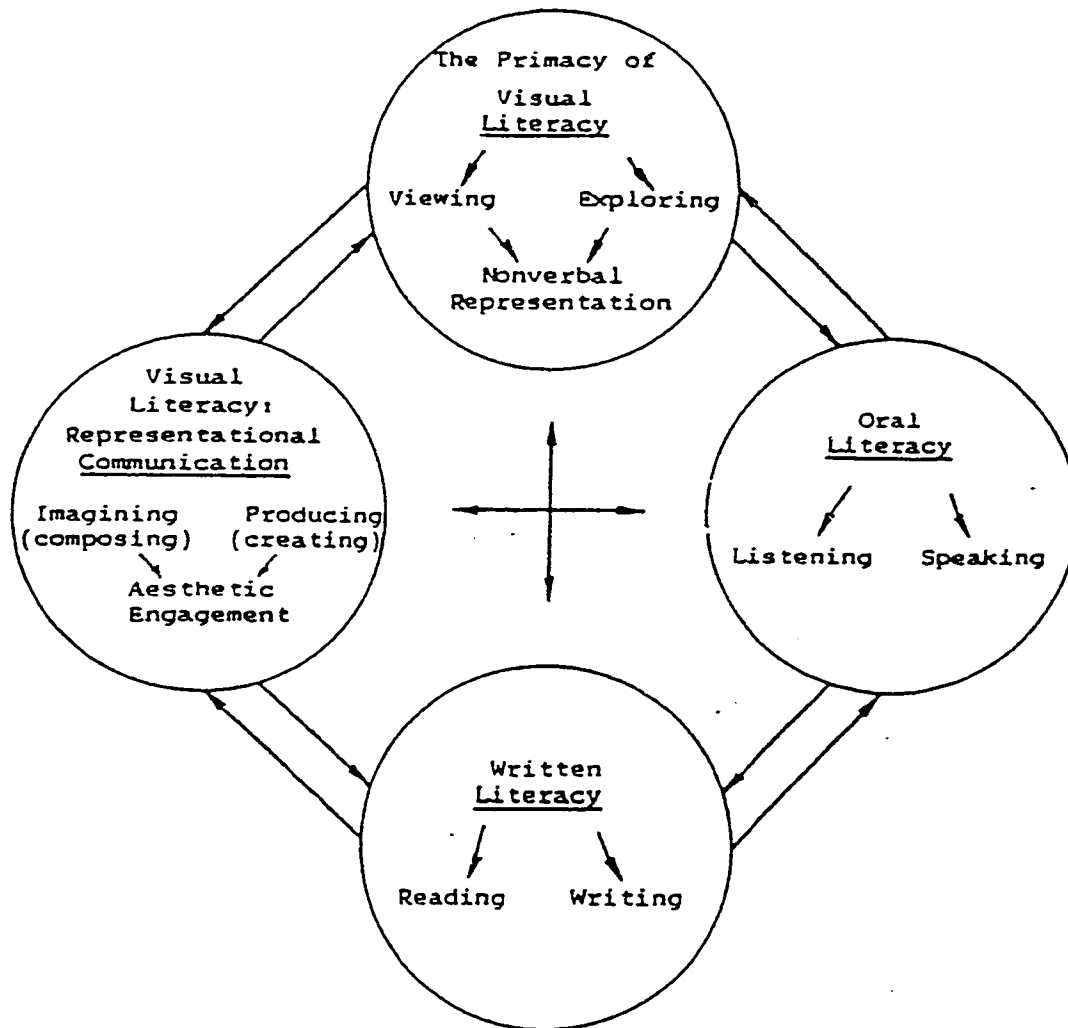 The Primacy of
Visual
Literacy
Viewing Exploring
Nonverbal
Representation
Visual
Literacy:
Representational
Communication
Imagining Producing
(composing) (creating)
Aesthetic
Engagement
Oral
Literacy
Listening Speaking
Written
Literacy
Reading Writing